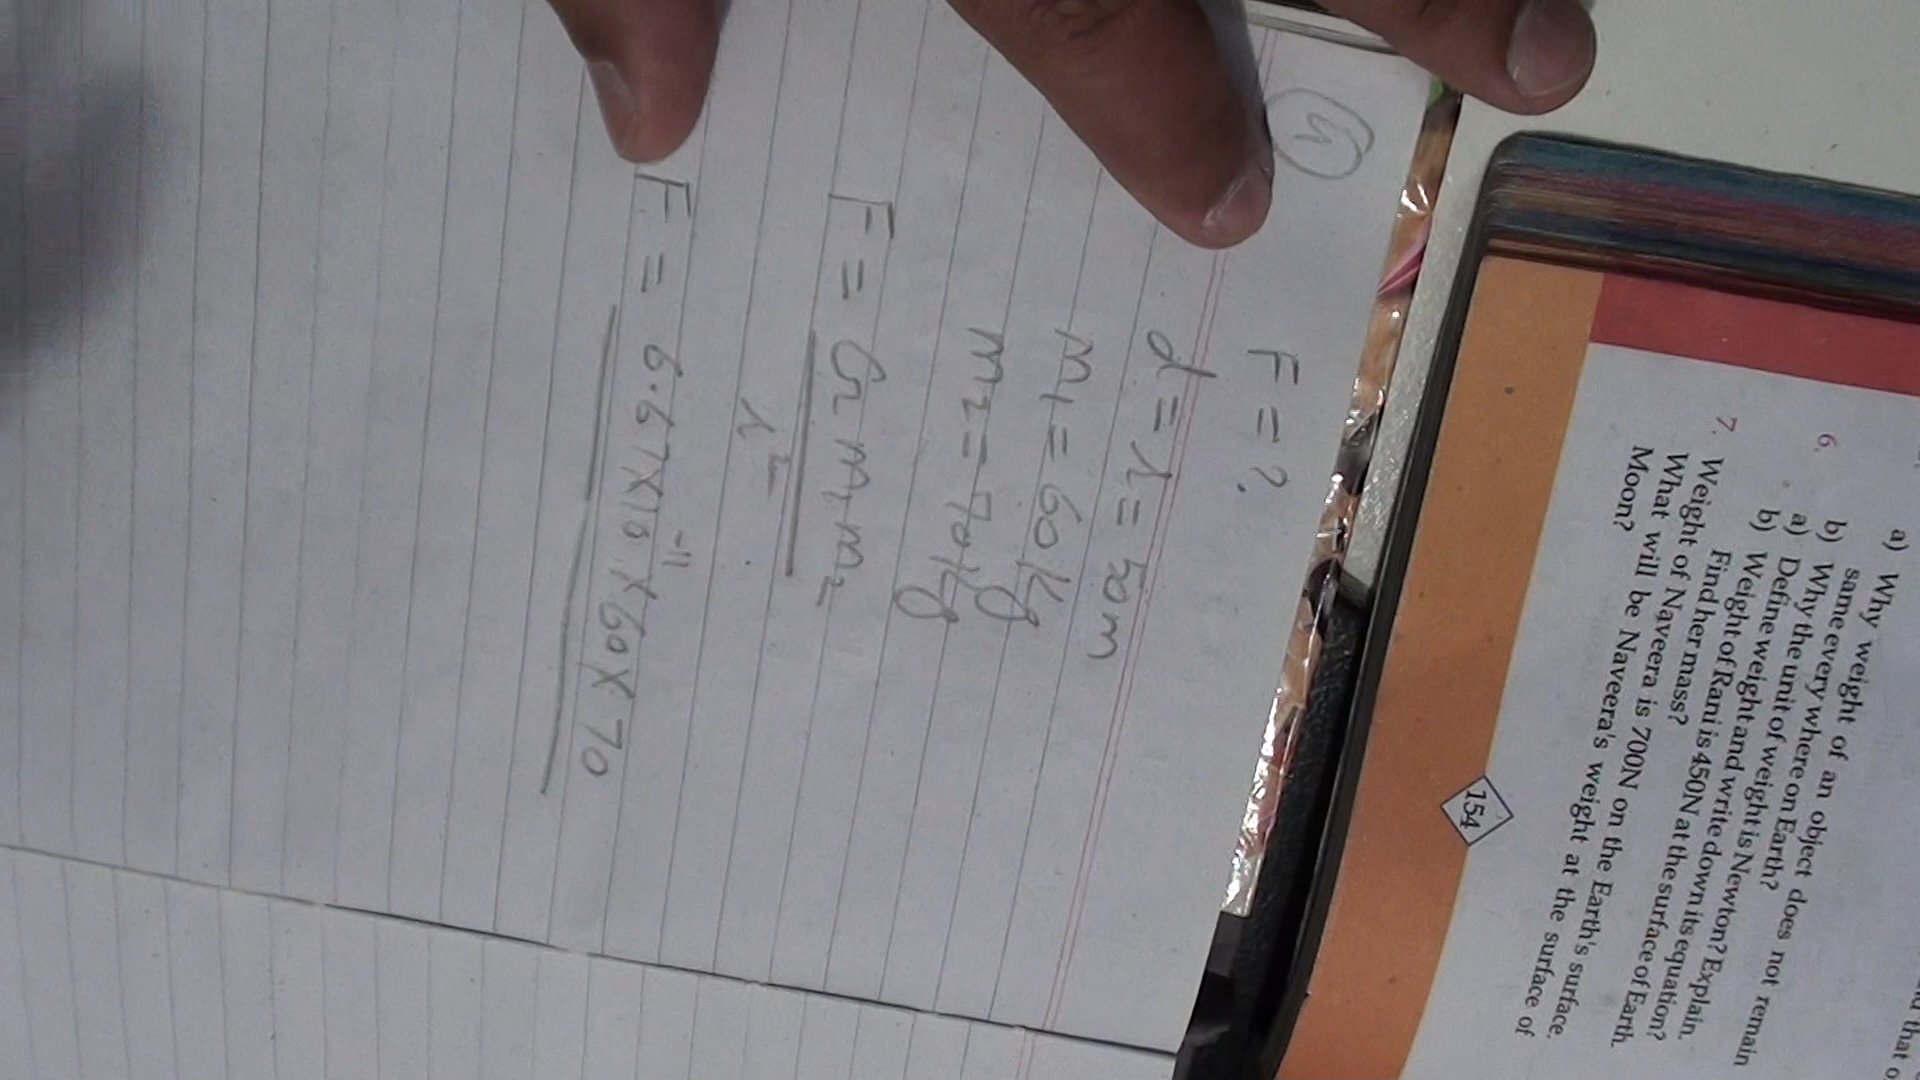 F = ?
d = r = 50m
m1 = 60 Kg
m2 = 70 Kg
F = G m1 m2
r²
F = 6.67 X 10⁻¹¹ X 60 X 70
a) Why weight of an object does not remain
same every where on Earth?
b) Why the unit of weight is Newton? Explain.
6. a) Define weight and write down its equation?
b) Weight of Rani is 450N at the surface of Earth.
Find her mass?
7. Weight of Naveera is 700N on the Earth's surface.
What will be Naveera's weight at the surface of
Moon?
154